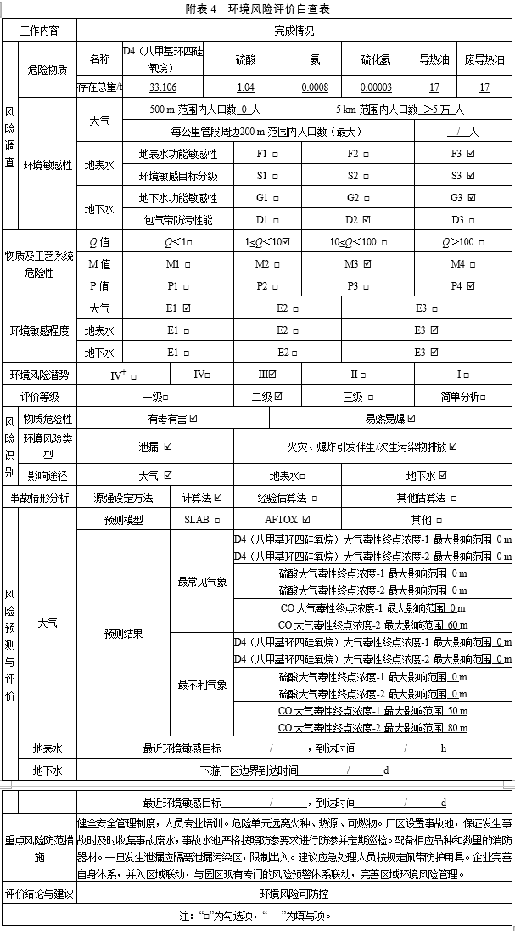 附表 4 环境风险评价自查表
工作内容 完成情况
风险调查 危险物质 名称 D4（八甲基环四硅氧烷） 硫酸 氨 硫化氢 导热油 废导热油
存在总量/t 33.106 1.04 0.0008 0.00003 17 17
环境敏感性 大气 500 m 范围内人口数 0 人 5 km 范围内人口数 >5万 人
每公里管段周边200 m 范围内人口数（最大） / 人
地表水 地表水功能敏感性 F1 □ F2 □ F3 ☑
环境敏感目标分级 S1 □ S2 □ S3 ☑
地下水 地下水功能敏感性 G1 □ G2 □ G3 ☑
包气带防污性能 D1 □ D2 ☑ D3 □
物质及工艺系统危险性 Q 值 Q<1□ 1≤Q<10☑ 10≤Q<100 □ Q>100 □
M 值 M1 □ M2 □ M3 ☑ M4 □
P 值 P1 □ P2 □ P3 □ P4 ☑
环境敏感程度 大气 E1 ☑ E2 □ E3 □
地表水 E1 □ E2 □ E3 ☑
地下水 E1 □ E2□ E3 ☑
环境风险潜势 IV⁺ □ IV□ III☑ II □ I □
评价等级 一级□ 二级☑ 三级 □ 简单分析□
风险识别 物质危险性 有毒有害☑ 易燃易爆☑
环境风险类型 泄漏 ☑ 火灾、爆炸引发伴生/次生污染物排放☑
影响途径 大气 ☑ 地表水□ 地下水 ☑
事故情形分析 源强设定方法 计算法 ☑ 经验估算法 □ 其他估算法 □
风险预测与评价 大气 预测模型 SLAB □ AFTOX ☑ 其他 □
预测结果 最常见气象 D4（八甲基环四硅氧烷）大气毒性终点浓度-1 最大影响范围 0 m
D4（八甲基环四硅氧烷）大气毒性终点浓度-2 最大影响范围 0 m
硫酸大气毒性终点浓度-1 最大影响范围 0 m
硫酸大气毒性终点浓度-2 最大影响范围 0 m
CO 大气毒性终点浓度-1 最大影响范围 0 m
CO 大气毒性终点浓度-2 最大影响范围 60 m
最不利气象 D4（八甲基环四硅氧烷）大气毒性终点浓度-1 最大影响范围 0 m
D4（八甲基环四硅氧烷）大气毒性终点浓度-2 最大影响范围 0 m
硫酸大气毒性终点浓度-1 最大影响范围 0 m
硫酸大气毒性终点浓度-2 最大影响范围 0 m
CO 大气毒性终点浓度-1 最大影响范围 m
CO 大气毒性终点浓度-2 最大影响范围 80 m
地表水 最近环境敏感目标 / ，到达时间 / h
地下水 下游厂区边界到达时间 / d
最近环境敏感目标 / ，到达时间 / d
重点风险防范措施 健全安全管理制度，人员专业培训。危险单元远离火种、热源、可燃物。厂区设置事故池，保证发生事
故时及时收集事故废水，事故水池严格按照防渗要求进行防渗并定期巡检。配备相应品种和数量的消防
器材。一旦发生泄漏应隔离泄漏污染区，限制出入。建议应急处理人员按规定佩带防护用具。企业完善
自身体系，并入区域联动，与园区现有专门的风险预警体系联动，完善区域环境风险管理。
评价结论与建议 环境风险可防控
注：“□”为勾选项，“ ”为填写项。